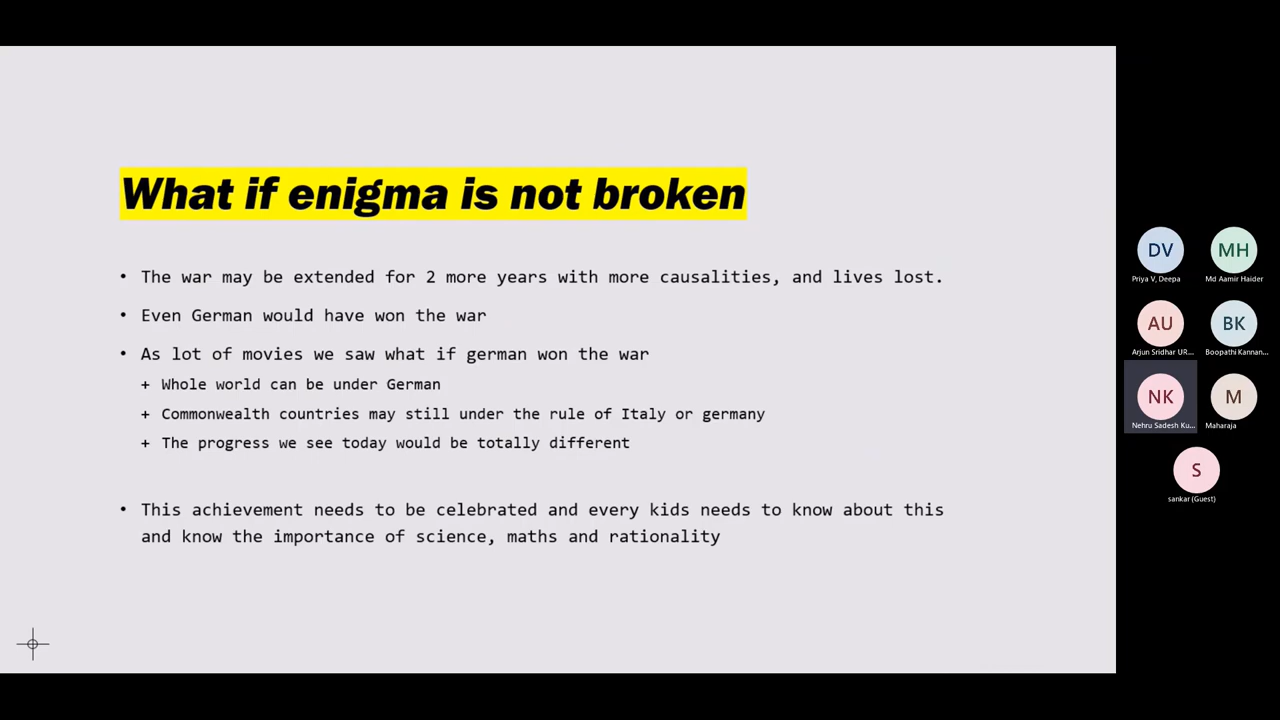 What if enigma is not broken
• The war may be extended for 2 more years with more causalities, and lives lost.
• Even German would have won the war
• As lot of movies we saw what if german won the war
+ Whole world can be under German
+ Commonwealth countries may still under the rule of Italy or germany
+ The progress we see today would be totally different
• This achievement needs to be celebrated and every kids needs to know about this
and know the importance of science, maths and rationality
DV
MH
Priya V, Deepa
Md Aamir Haider
AU
BK
Arjun Sridhar UR...
Boopathi Kannan...
NK
M
Nehru Sadesh Ku...
Maharaja
S
sankar (Guest)